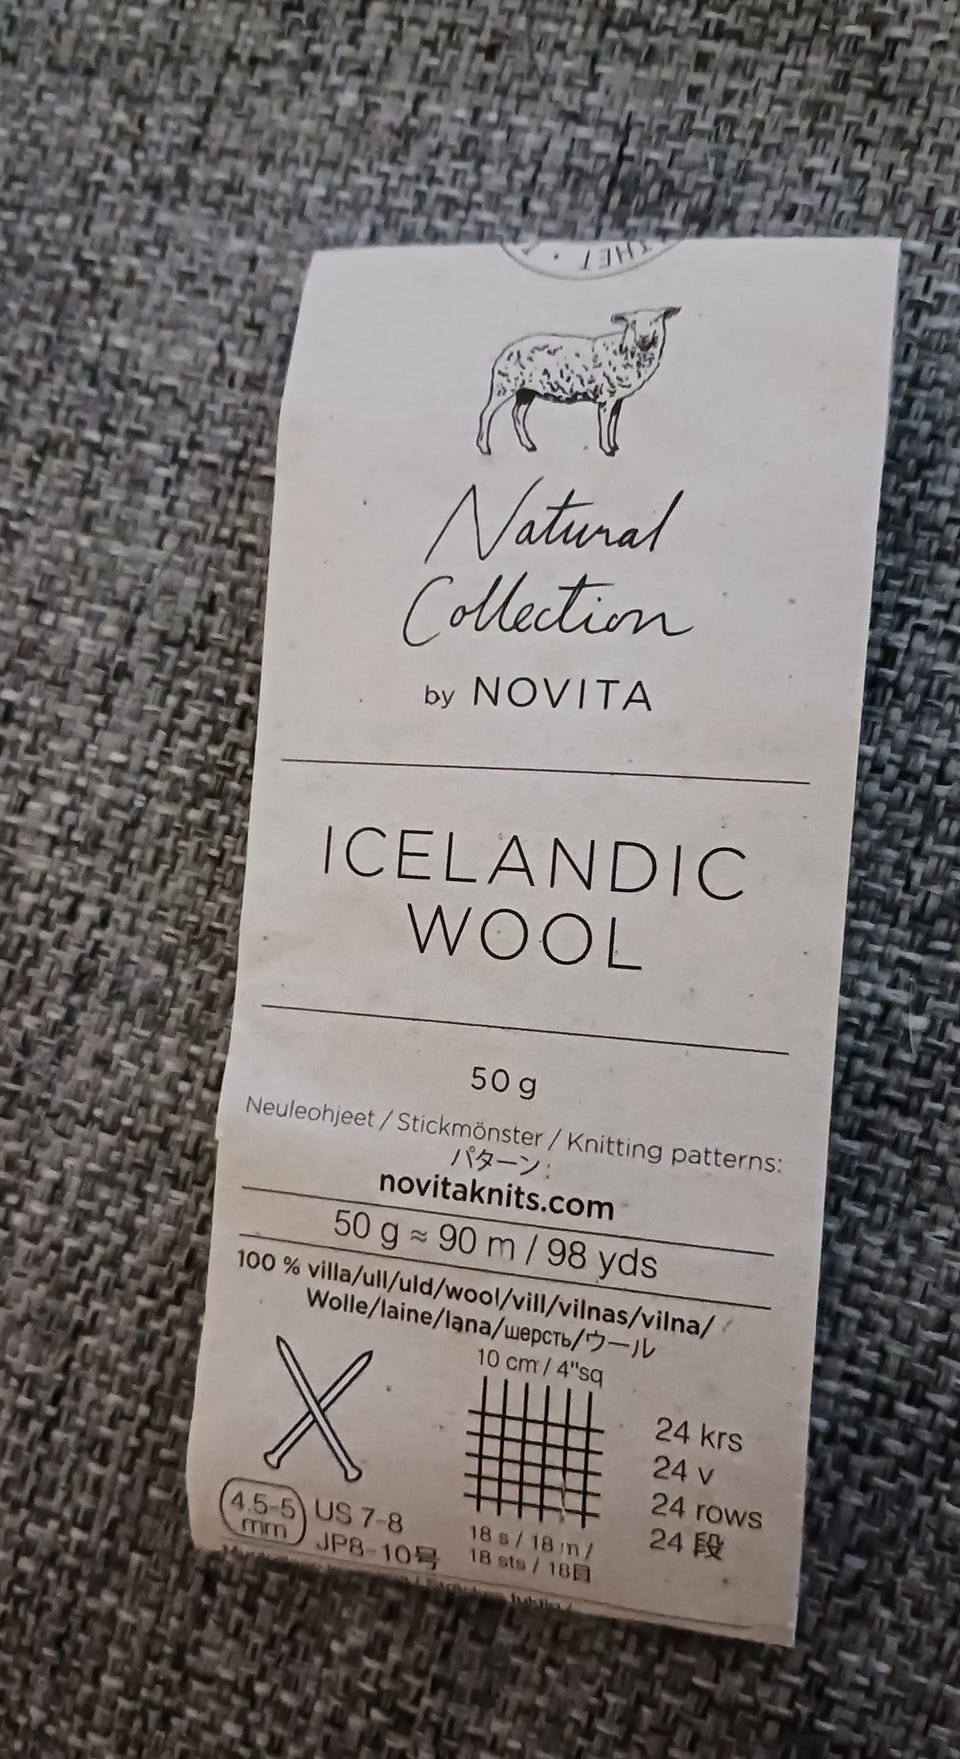 THET
Natural
Collection
by NOVITA
ICELANDIC
WOOL
50 g
Neuleohjeet / Stickmönster / Knitting patterns:
パターン:
novitaknits.com
50 g ≈ 90 m / 98 yds
100 % villa/ull/uld/wool/vill/vilnas/vilna/
Wolle/laine/lana/шерсть/ウール
10 cm / 4"sq
24 krs
24 v
24 rows
24 段
4.5-5 mm
US 7-8
JP8-10号
18 s / 18 m /
18 sts / 18目